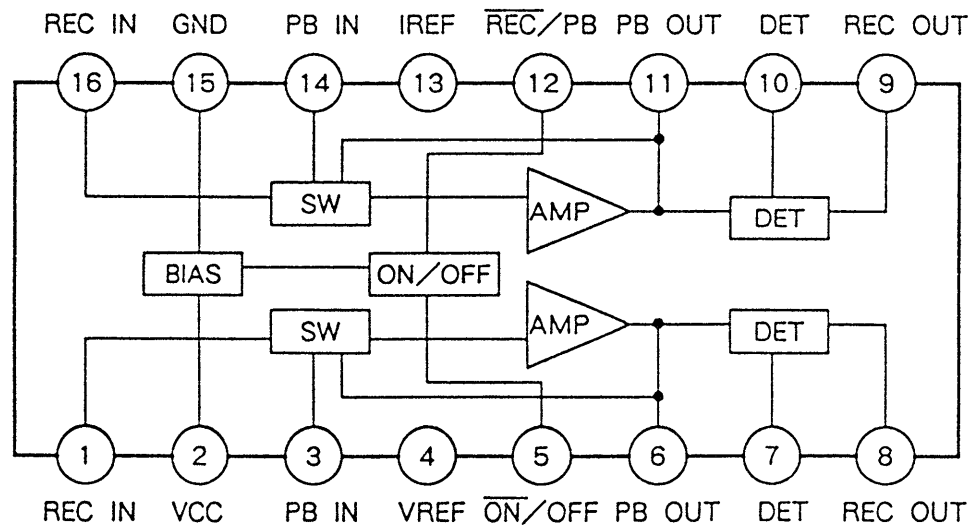 REC IN GND PB IN IREF R̅E̅C̅/PB PB OUT DET REC OUT
16 15 14 13 12 11 10 9
SW AMP DET
BIAS ON/OFF
SW AMP DET
1 2 3 4 5 6 7 8
REC IN VCC PB IN VREF O̅N̅/OFF PB OUT DET REC OUT